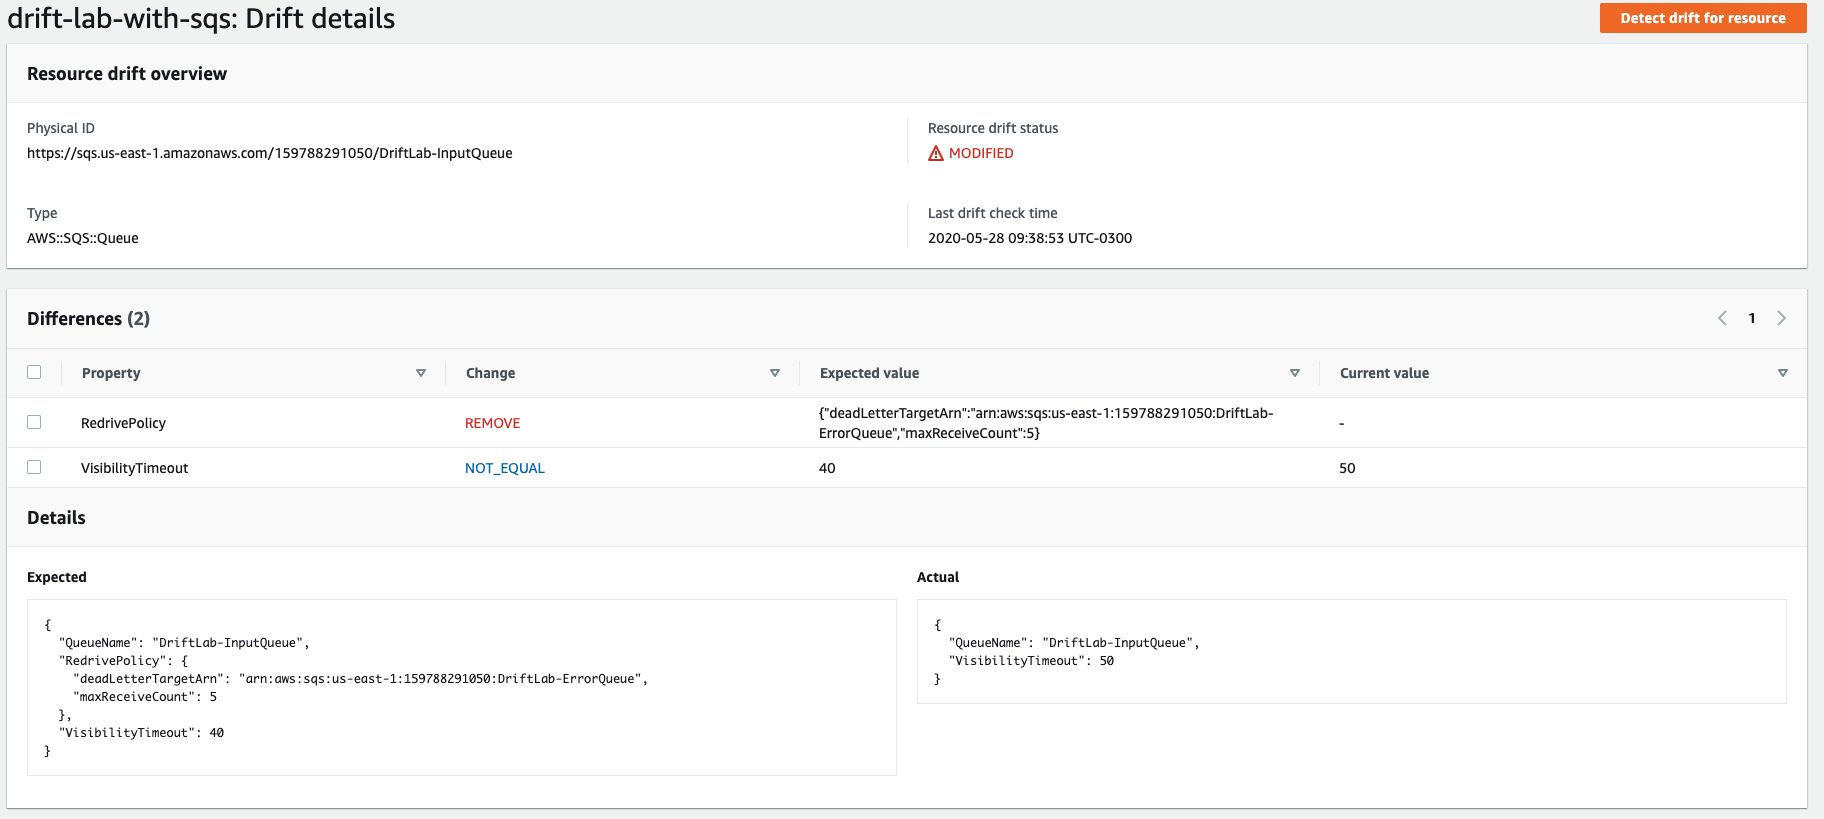 drift-lab-with-sqs: Drift details
Detect drift for resource
Resource drift overview
Physical ID
https://sqs.us-east-1.amazonaws.com/159788291050/DriftLab-InputQueue
Resource drift status
MODIFIED
Type
AWS::SQS::Queue
Last drift check time
2020-05-28 09:38:53 UTC-0300
Differences (2)
1
Property Change Expected value Current value
RedrivePolicy REMOVE {"deadLetterTargetArn":"arn:aws:sqs:us-east-1:159788291050:DriftLab-
ErrorQueue","maxReceiveCount":5} -
VisibilityTimeout NOT_EQUAL 40 50
Details
Expected
{
  "QueueName": "DriftLab-InputQueue",
  "RedrivePolicy": {
    "deadLetterTargetArn": "arn:aws:sqs:us-east-1:159788291050:DriftLab-ErrorQueue",
    "maxReceiveCount": 5
  },
  "VisibilityTimeout": 40
}
Actual
{
  "QueueName": "DriftLab-InputQueue",
  "VisibilityTimeout": 50
}